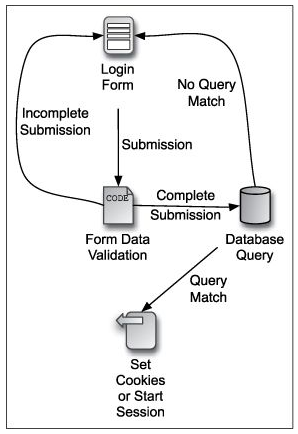 Login
Form
No Query
Match
Incomplete
Submission
Submission
CODE
Complete
Submission
Form Data
Validation
Database
Query
Query
Match
Set
Cookies
or Start
Session